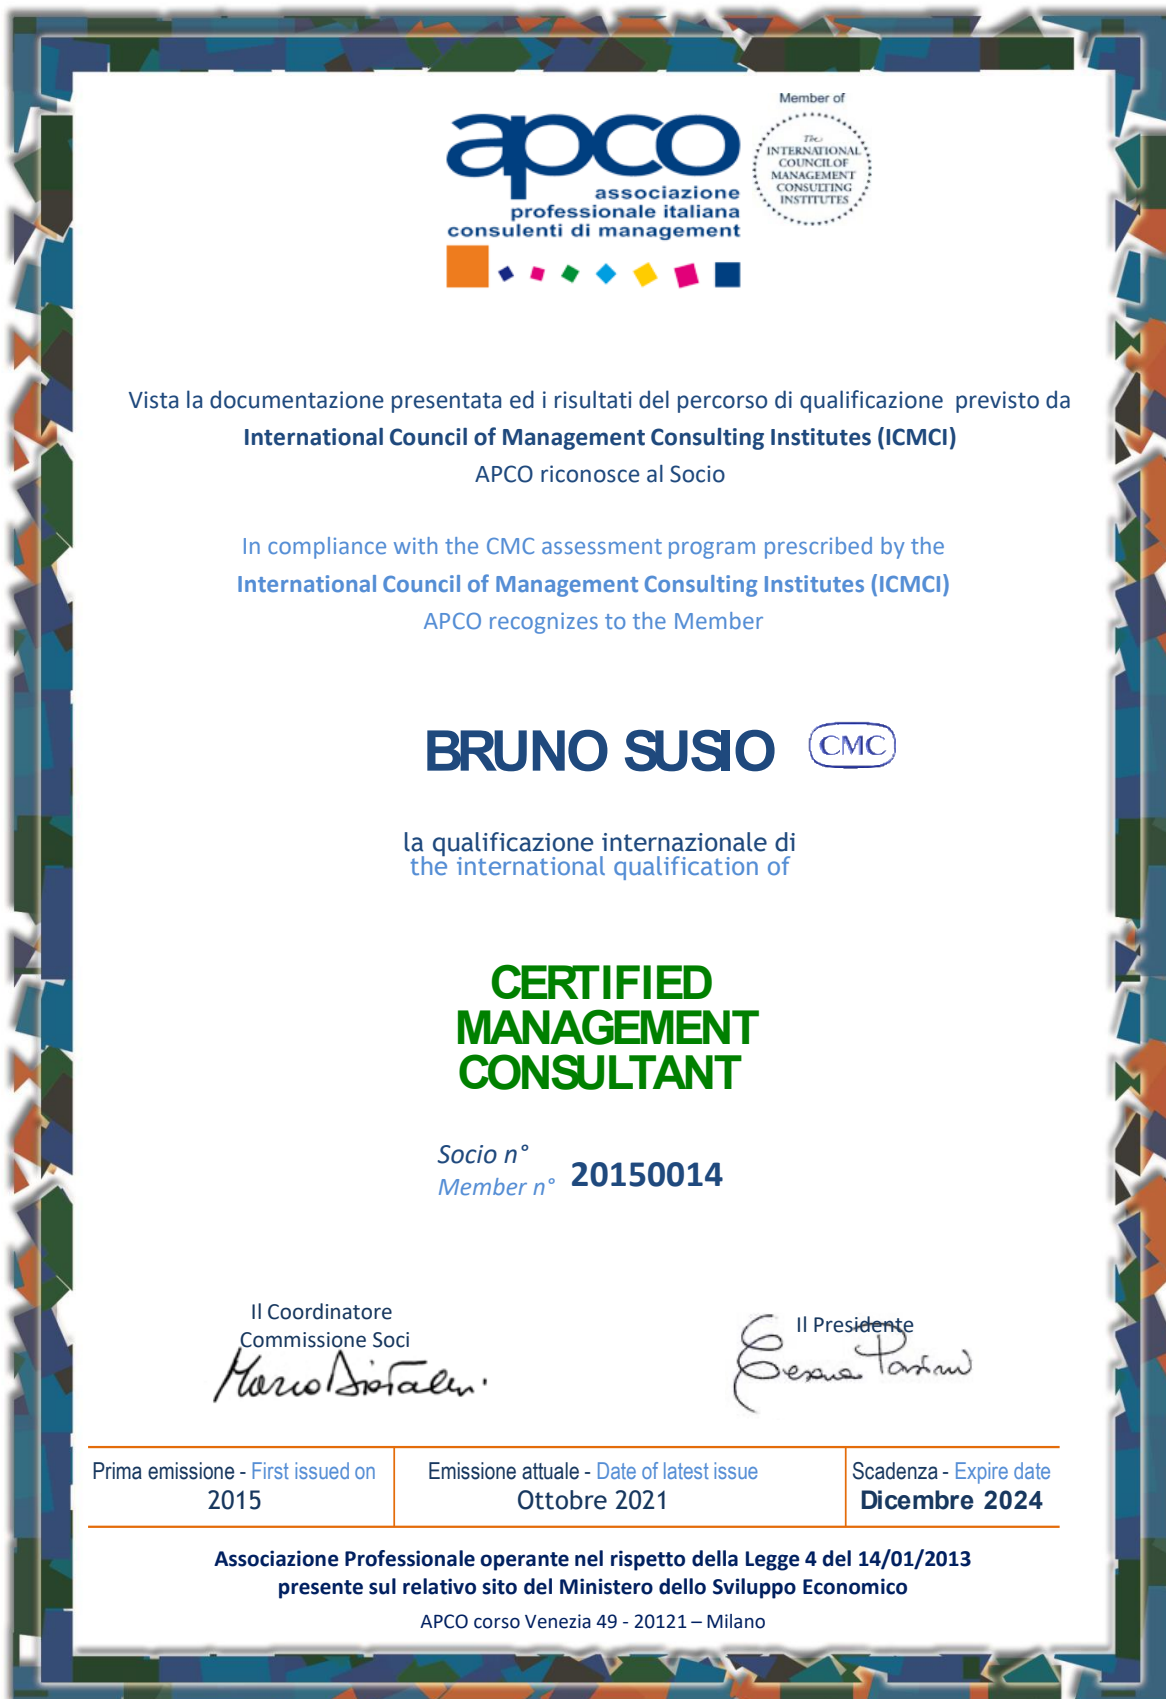 Member of
apco
The
INTERNATIONAL
COUNCIL OF
MANAGEMENT
CONSULTING
INSTITUTES
associazione
professionale italiana
consulenti di management
Vista la documentazione presentata ed i risultati del percorso di qualificazione previsto da
International Council of Management Consulting Institutes (ICMCI)
APCO riconosce al Socio
In compliance with the CMC assessment program prescribed by the
International Council of Management Consulting Institutes (ICMCI)
APCO recognizes to the Member
BRUNO SUSIO CMC
la qualificazione internazionale di
the international qualification of
CERTIFIED
MANAGEMENT
CONSULTANT
Socio n°
Member n° 20150014
Il Coordinatore
Commissione Soci
Il Presidente
Prima emissione - First issued on
2015
Emissione attuale - Date of latest issue
Ottobre 2021
Scadenza - Expire date
Dicembre 2024
Associazione Professionale operante nel rispetto della Legge 4 del 14/01/2013
presente sul relativo sito del Ministero dello Sviluppo Economico
APCO corso Venezia 49 - 20121 – Milano